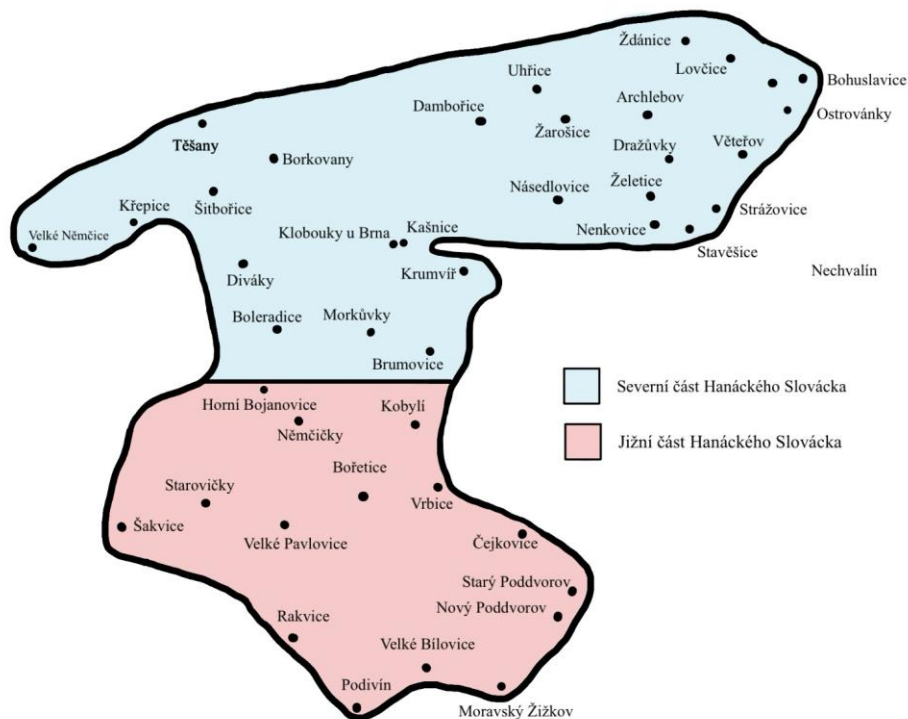 Ždánice
Lovčice
Bohuslavice
Uhřice
Dambořice
Archlebov
Ostrovánky
Žarošice
Těšany
Borkovany
Dražůvky
Věteřov
Šitbořice
Násedlovice
Želetice
Strážovice
Křepice
Velké Němčice
Klobouky u Brna
Kašnice
Nenkovice
Stavěšice
Krumvíř
Nechvalín
Diváky
Boleradice
Morkůvky
Brumovice
Severní část Hanáckého Slovácka
Horní Bojanovice
Kobylí
Němčičky
Jižní část Hanáckého Slovácka
Bořetice
Starovičky
Vrbice
Šakvice
Velké Pavlovice
Čejkovice
Starý Poddvorov
Nový Poddvorov
Rakvice
Velké Bílovice
Podivín
Moravský Žižkov